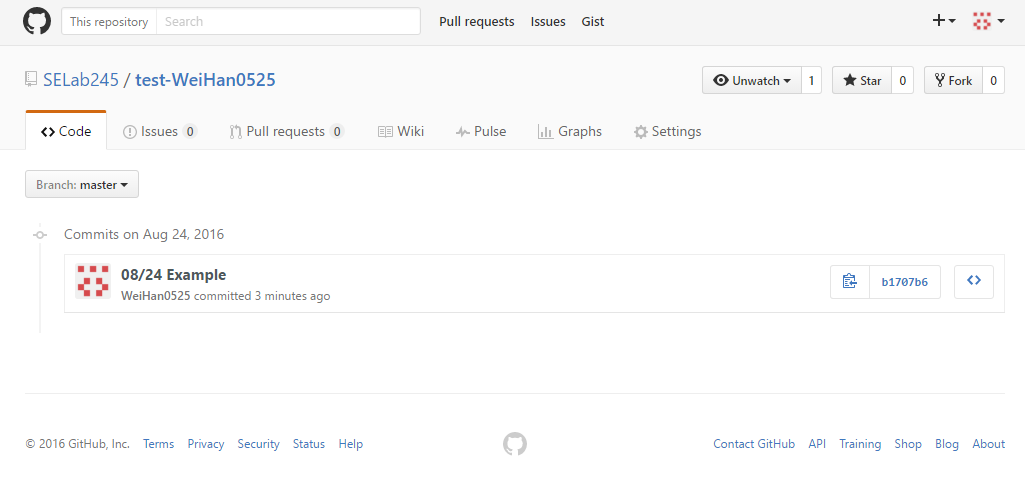 This repository Search Pull requests Issues Gist
SELab245 / test-WeiHan0525 Unwatch 1 Star 0 Fork 0
Code Issues 0 Pull requests 0 Wiki Pulse Graphs Settings
Branch: master
Commits on Aug 24, 2016
08/24 Example
WeiHan0525 committed 3 minutes ago b1707b6
© 2016 GitHub, Inc. Terms Privacy Security Status Help Contact GitHub API Training Shop Blog About